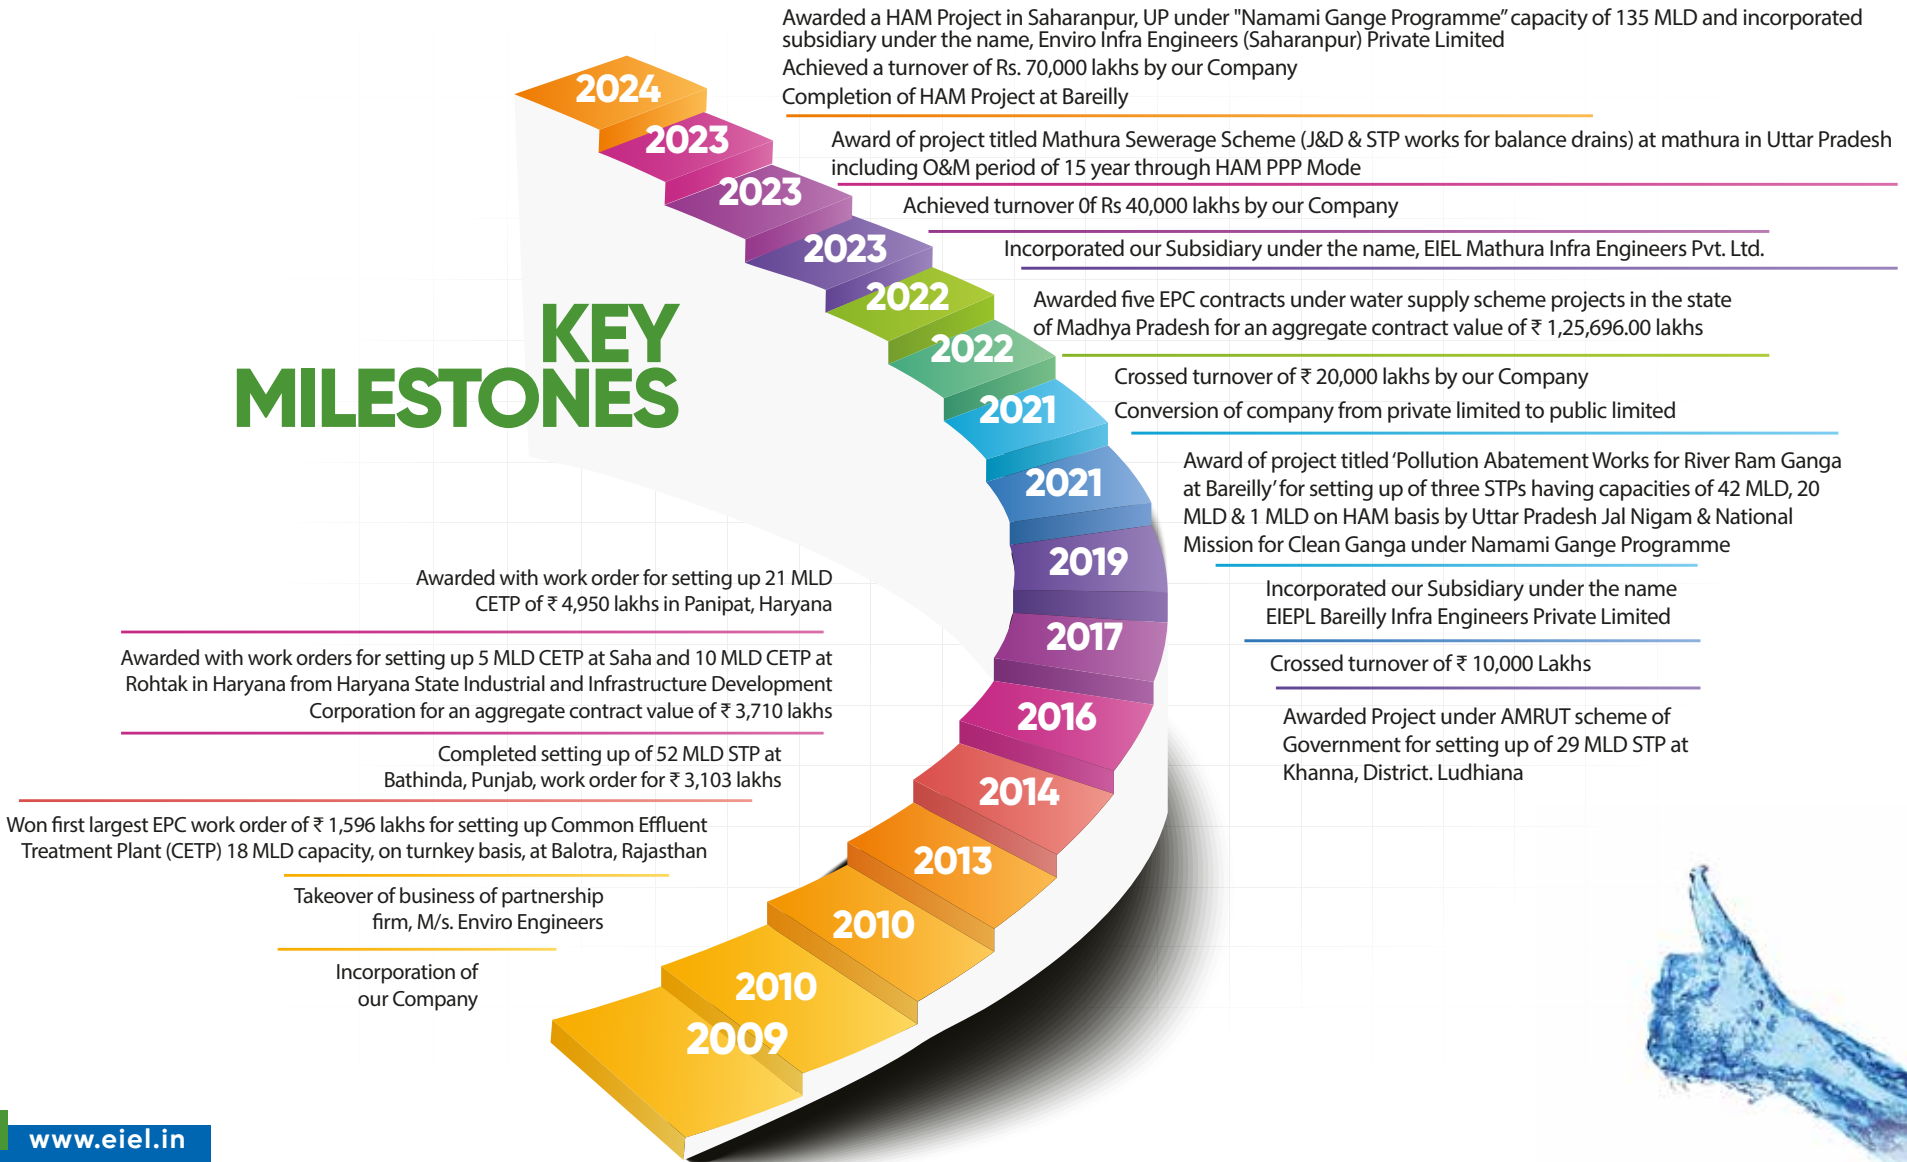 Awarded a HAM Project in Saharanpur, UP under "Namami Gange Programme” capacity of 135 MLD and incorporated
subsidiary under the name, Enviro Infra Engineers (Saharanpur) Private Limited
Achieved a turnover of Rs. 70,000 lakhs by our Company
Completion of HAM Project at Bareilly
2024
2023
Award of project titled Mathura Sewerage Scheme (J&D & STP works for balance drains) at mathura in Uttar Pradesh
including O&M period of 15 year through HAM PPP Mode
2023
Achieved turnover 0f Rs 40,000 lakhs by our Company
2023
Incorporated our Subsidiary under the name, EIEL Mathura Infra Engineers Pvt. Ltd.
2022
Awarded five EPC contracts under water supply scheme projects in the state
of Madhya Pradesh for an aggregate contract value of ₹ 1,25,696.00 lakhs
2022
Crossed turnover of ₹ 20,000 lakhs by our Company
Conversion of company from private limited to public limited
KEY
MILESTONES
2021
2021
Award of project titled ‘Pollution Abatement Works for River Ram Ganga
at Bareilly’ for setting up of three STPs having capacities of 42 MLD, 20
MLD & 1 MLD on HAM basis by Uttar Pradesh Jal Nigam & National
Mission for Clean Ganga under Namami Gange Programme
2019
Incorporated our Subsidiary under the name
EIEPL Bareilly Infra Engineers Private Limited
2017
Crossed turnover of ₹ 10,000 Lakhs
2016
Awarded Project under AMRUT scheme of
Government for setting up of 29 MLD STP at
Khanna, District. Ludhiana
Awarded with work order for setting up 21 MLD
CETP of ₹ 4,950 lakhs in Panipat, Haryana
Awarded with work orders for setting up 5 MLD CETP at Saha and 10 MLD CETP at
Rohtak in Haryana from Haryana State Industrial and Infrastructure Development
Corporation for an aggregate contract value of ₹ 3,710 lakhs
2014
Completed setting up of 52 MLD STP at
Bathinda, Punjab, work order for ₹ 3,103 lakhs
2013
Won first largest EPC work order of ₹ 1,596 lakhs for setting up Common Effluent
Treatment Plant (CETP) 18 MLD capacity, on turnkey basis, at Balotra, Rajasthan
2010
Takeover of business of partnership
firm, M/s. Enviro Engineers
2010
Incorporation of
our Company
2009
www.eiel.in